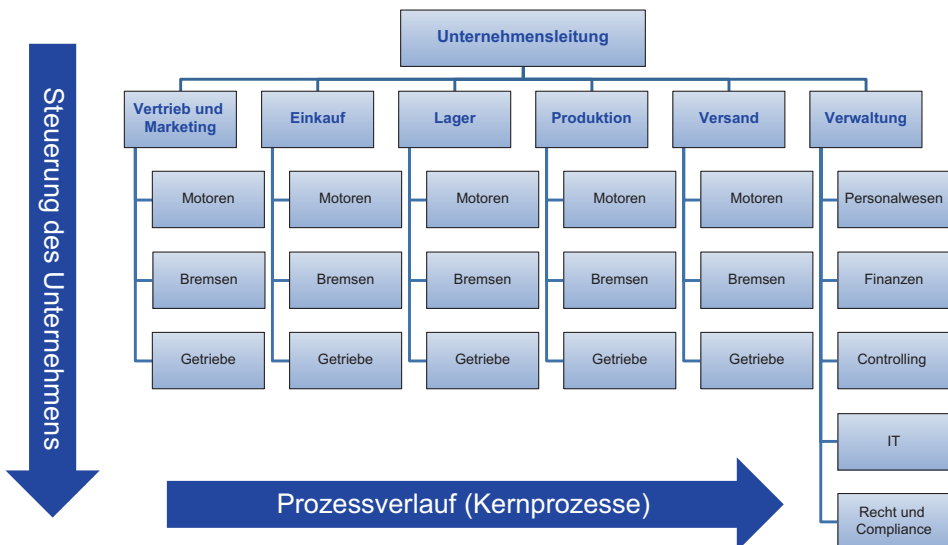 Unternehmensleitung
Steuerung des Unternehmens
Vertrieb und
Marketing
Einkauf
Lager
Produktion
Versand
Verwaltung
Motoren
Motoren
Motoren
Motoren
Motoren
Personalwesen
Bremsen
Bremsen
Bremsen
Bremsen
Bremsen
Finanzen
Getriebe
Getriebe
Getriebe
Getriebe
Getriebe
Controlling
IT
Prozessverlauf (Kernprozesse)
Recht und
Compliance